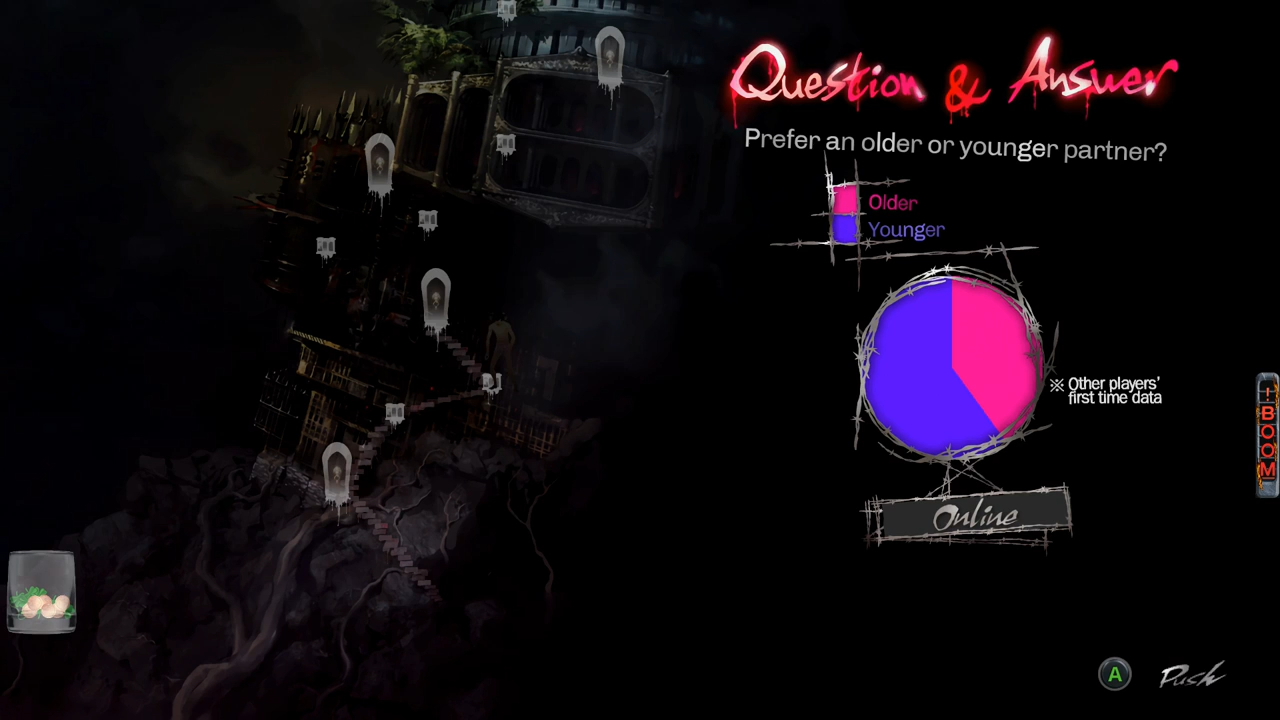 Question & Answer
Prefer an older or younger partner?
Older
Younger
※ Other players'
first time data
Online
! BOOM
A Push